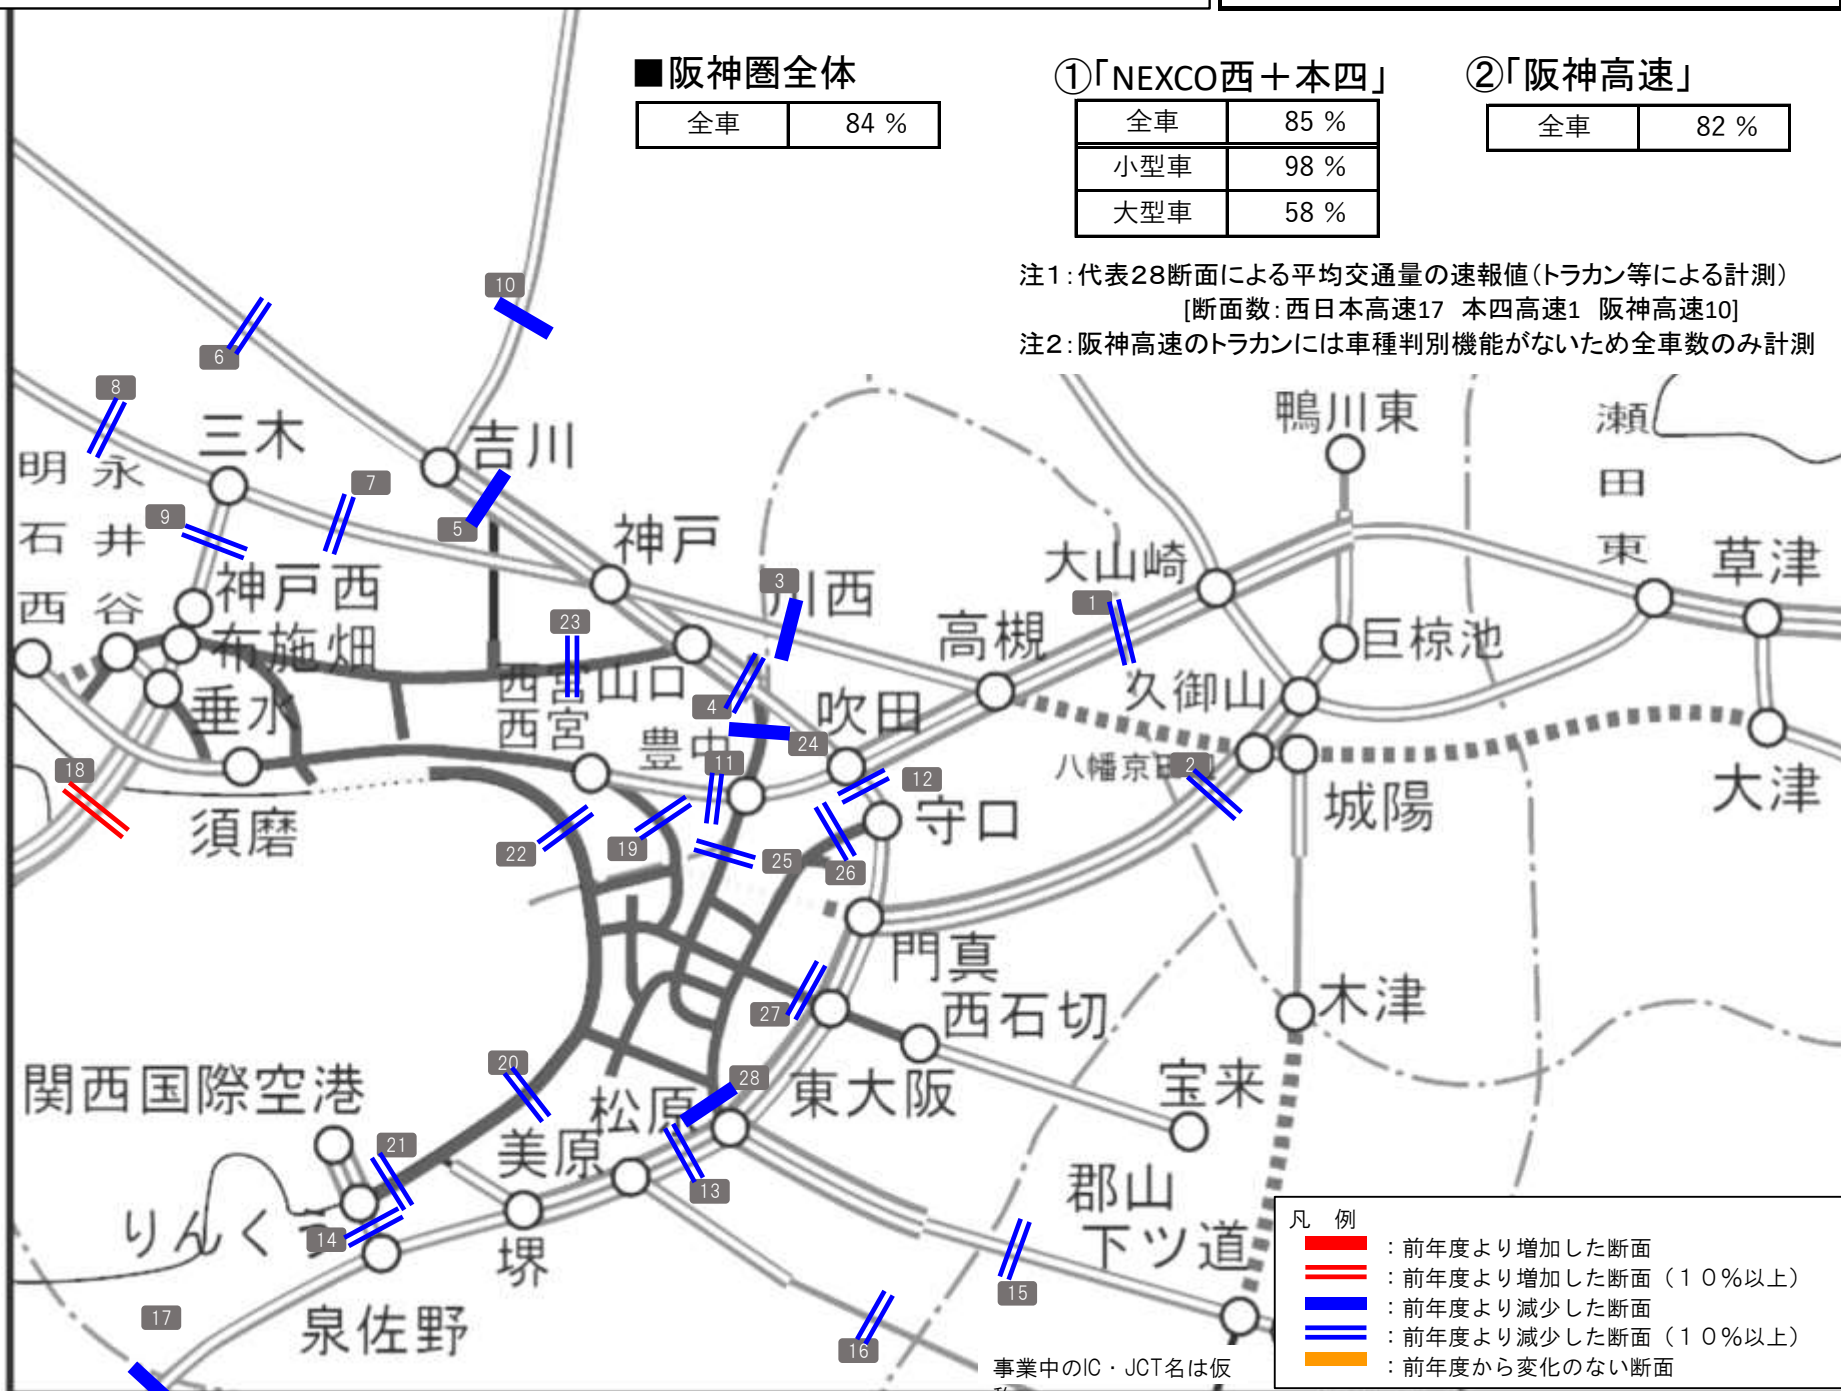 ■阪神圏全体
全車 84 %
①「NEXCO西＋本四」
全車 85 %
小型車 98 %
大型車 58 %
②「阪神高速」
全車 82 %
注1：代表28断面による平均交通量の速報値（トラカン等による計測）
[断面数：西日本高速17 本四高速1 阪神高速10]
注2：阪神高速のトラカンには車種判別機能がないため全車数のみ計測
10
6
8
三木
吉川
鴨川東
瀬田東
明石西
永井谷
7
9
5
神戸
大山崎
草津
神戸西
3
川西
1
高槻
巨椋池
布施畑
23
西宮山口
久御山
垂水
4
吹田
西宮
豊中
24
八幡京田辺
2
18
11
12
城陽
大津
須磨
守口
22
19
25
26
門真
27
西石切
木津
関西国際空港
20
松原
28
東大阪
宝来
美原
21
13
郡山
下ツ道
りんくう
14
堺
15
17
泉佐野
16
事業中のIC・JCT名は仮
凡 例
：前年度より増加した断面
：前年度より増加した断面（１０％以上）
：前年度より減少した断面
：前年度より減少した断面（１０％以上）
：前年度から変化のない断面